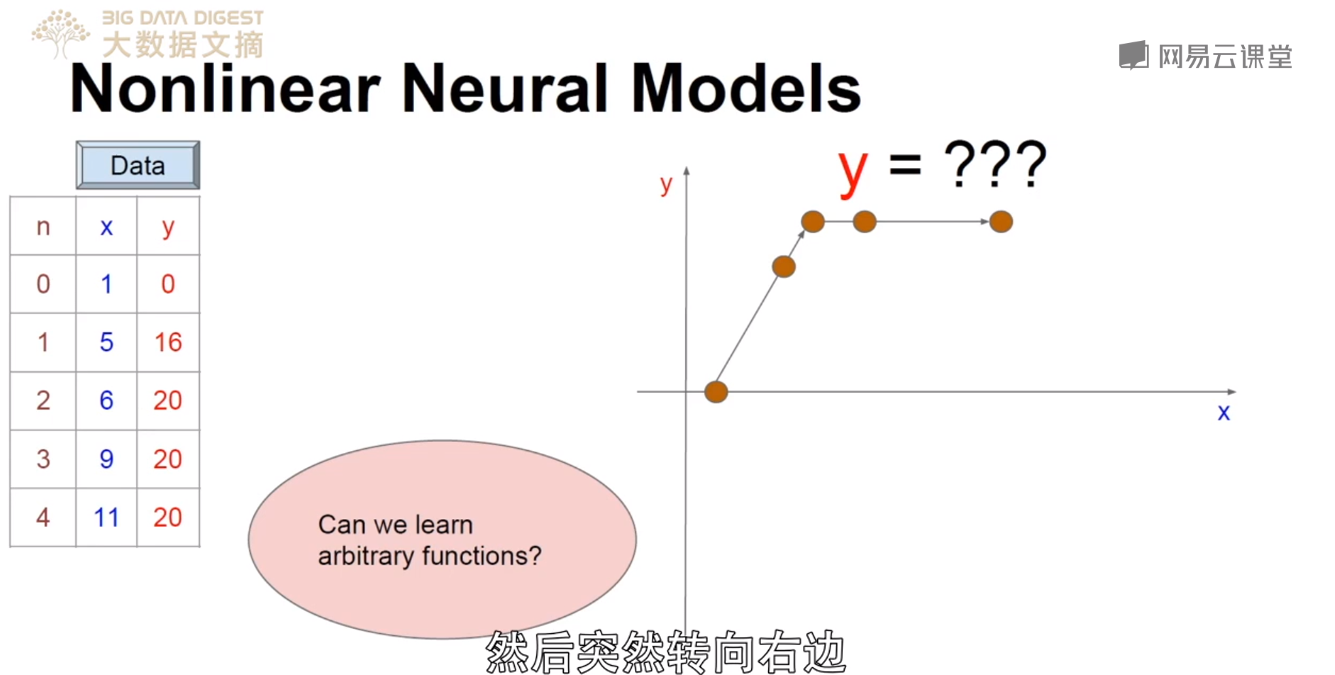 BIG DATA DIGEST
大数据文摘
网易云课堂
Nonlinear Neural Models
Data
n x y
0 1 0
1 5 16
2 6 20
3 9 20
4 11 20
y = ???
y
x
Can we learn
arbitrary functions?
然后突然转向右边